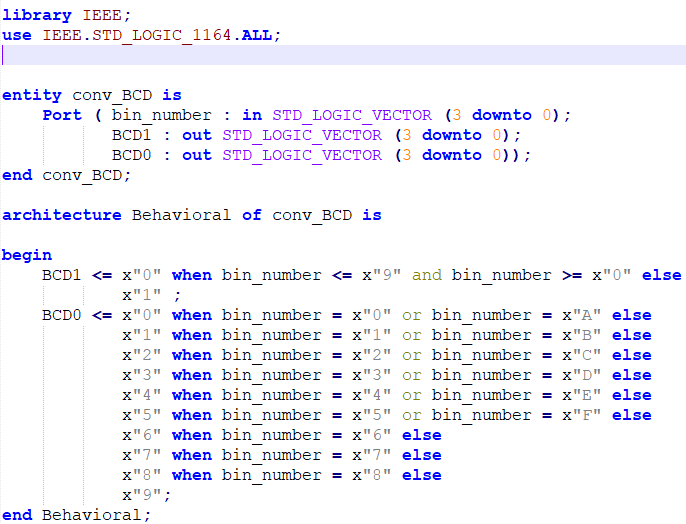 library IEEE;
use IEEE.STD_LOGIC_1164.ALL;
entity conv_BCD is
    Port ( bin_number : in STD_LOGIC_VECTOR (3 downto 0);
           BCD1 : out STD_LOGIC_VECTOR (3 downto 0);
           BCD0 : out STD_LOGIC_VECTOR (3 downto 0));
end conv_BCD;
architecture Behavioral of conv_BCD is
begin
    BCD1 <= x"0" when bin_number <= x"9" and bin_number >= x"0" else
            x"1" ;
    BCD0 <= x"0" when bin_number = x"0" or bin_number = x"A" else
            x"1" when bin_number = x"1" or bin_number = x"B" else
            x"2" when bin_number = x"2" or bin_number = x"C" else
            x"3" when bin_number = x"3" or bin_number = x"D" else
            x"4" when bin_number = x"4" or bin_number = x"E" else
            x"5" when bin_number = x"5" or bin_number = x"F" else
            x"6" when bin_number = x"6" else
            x"7" when bin_number = x"7" else
            x"8" when bin_number = x"8" else
            x"9";
end Behavioral;